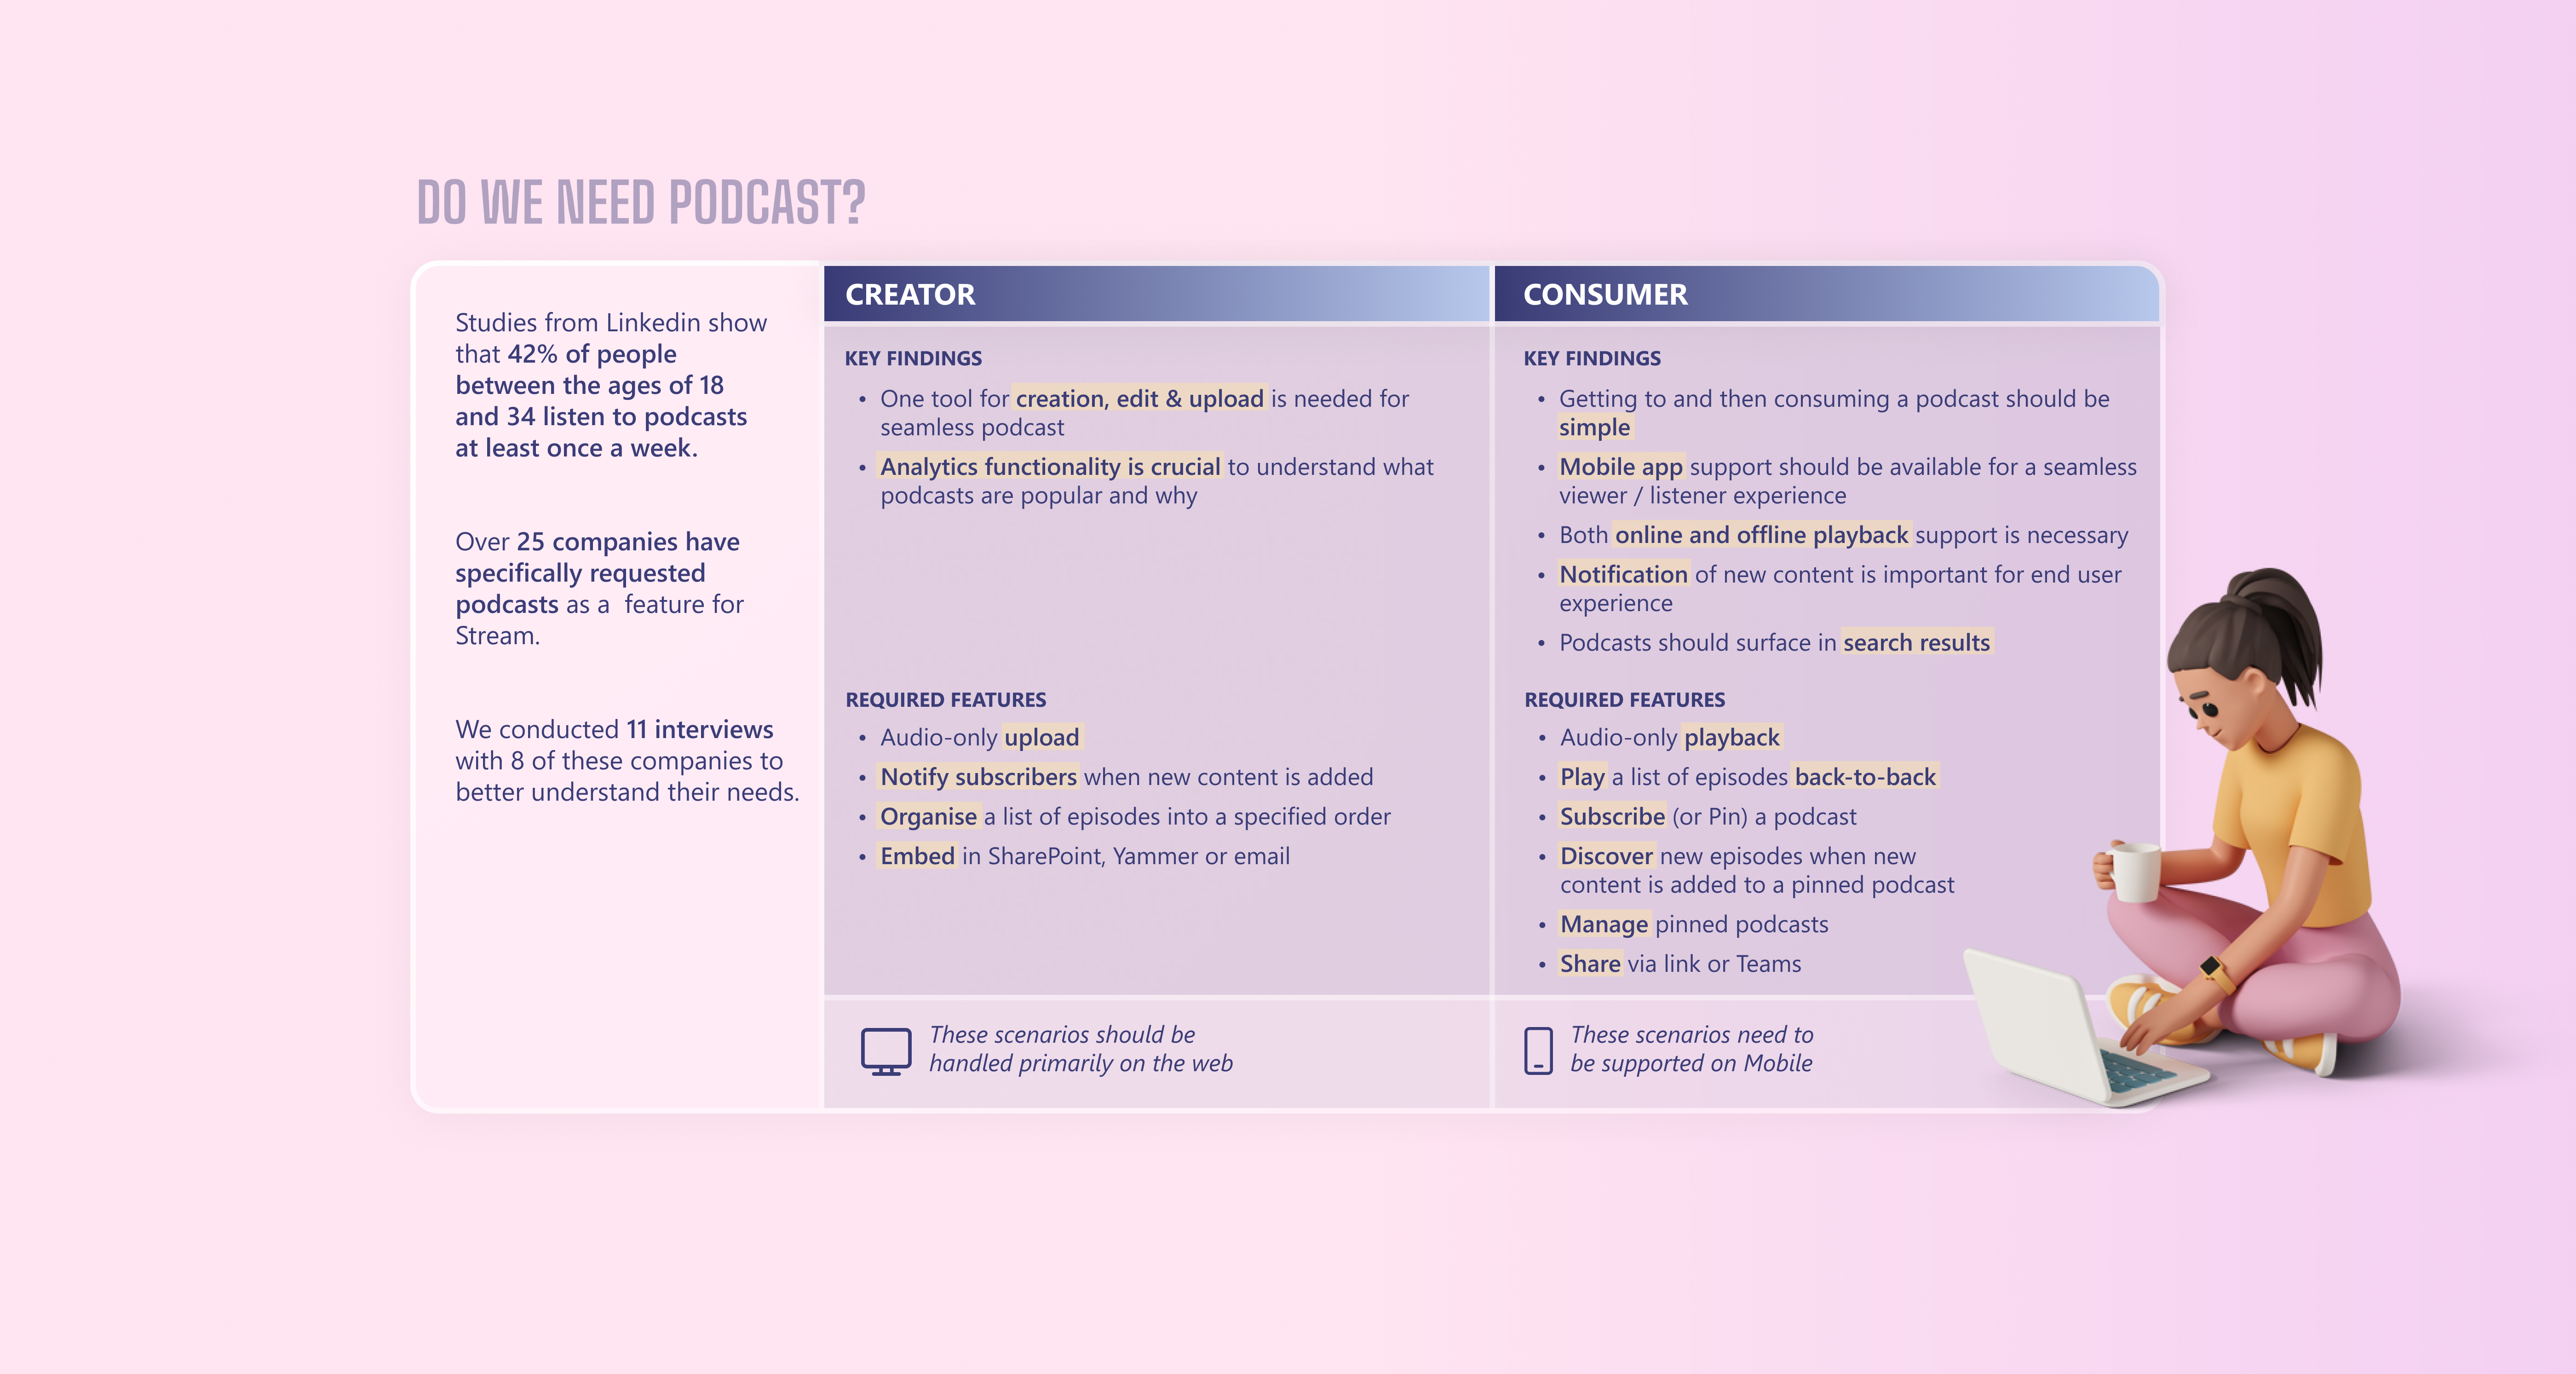 DO WE NEED PODCAST?
Studies from Linkedin show
that 42% of people
between the ages of 18
and 34 listen to podcasts
at least once a week.
Over 25 companies have
specifically requested
podcasts as a  feature for
Stream.
We conducted 11 interviews
with 8 of these companies to
better understand their needs.
CREATOR
KEY FINDINGS
• One tool for creation, edit & upload is needed for
seamless podcast
• Analytics functionality is crucial to understand what
podcasts are popular and why
REQUIRED FEATURES
• Audio-only upload
• Notify subscribers when new content is added
• Organise a list of episodes into a specified order
• Embed in SharePoint, Yammer or email
These scenarios should be
handled primarily on the web
CONSUMER
KEY FINDINGS
• Getting to and then consuming a podcast should be
simple
• Mobile app support should be available for a seamless
viewer / listener experience
• Both online and offline playback support is necessary
• Notification of new content is important for end user
experience
• Podcasts should surface in search results
REQUIRED FEATURES
• Audio-only playback
• Play a list of episodes back-to-back
• Subscribe (or Pin) a podcast
• Discover new episodes when new
content is added to a pinned podcast
• Manage pinned podcasts
• Share via link or Teams
These scenarios need to
be supported on Mobile